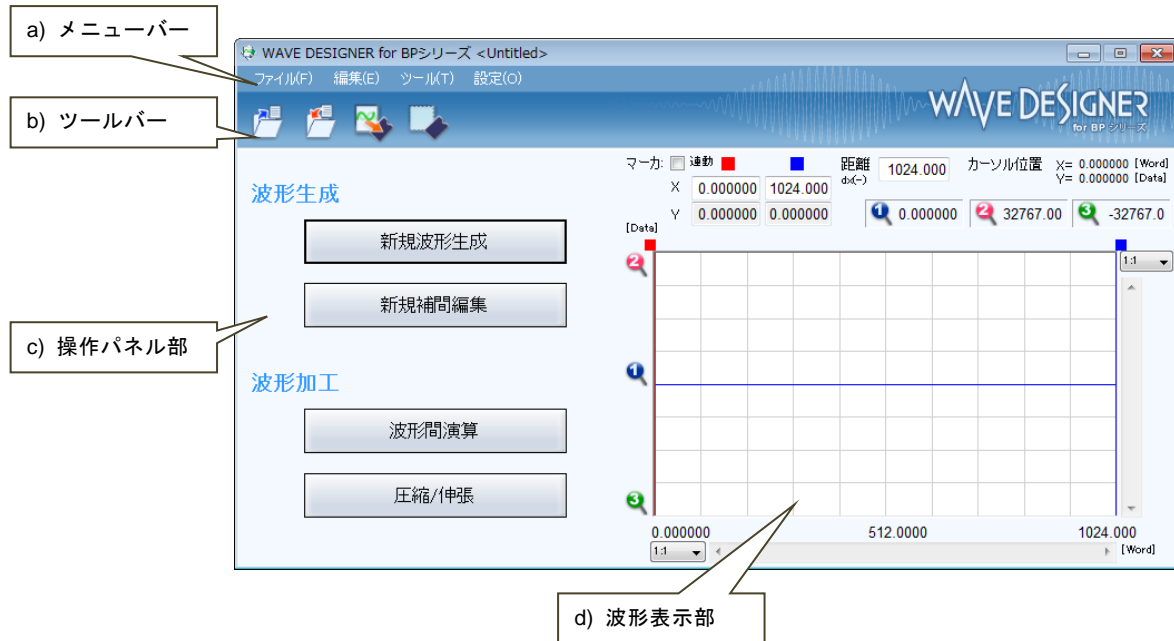 a) メニューバー
WAVE DESIGNER for BPシリーズ <Untitled>
ファイル(F) 編集(E) ツール(T) 設定(O)
b) ツールバー
WAVE DESIGNER
for BP シリーズ
マーカ: 連動
距離 1024.000
dx(-)
カーソル位置 X= 0.000000 [Word]
Y= 0.000000 [Data]
X 0.000000 1024.000
Y 0.000000 0.000000
1 0.000000 2 32767.00 3 -32767.0
[Data]
波形生成
新規波形生成
新規補間編集
c) 操作パネル部
波形加工
波形間演算
圧縮/伸張
2
1:1
1
3
0.000000 512.0000 1024.000
1:1
[Word]
d) 波形表示部